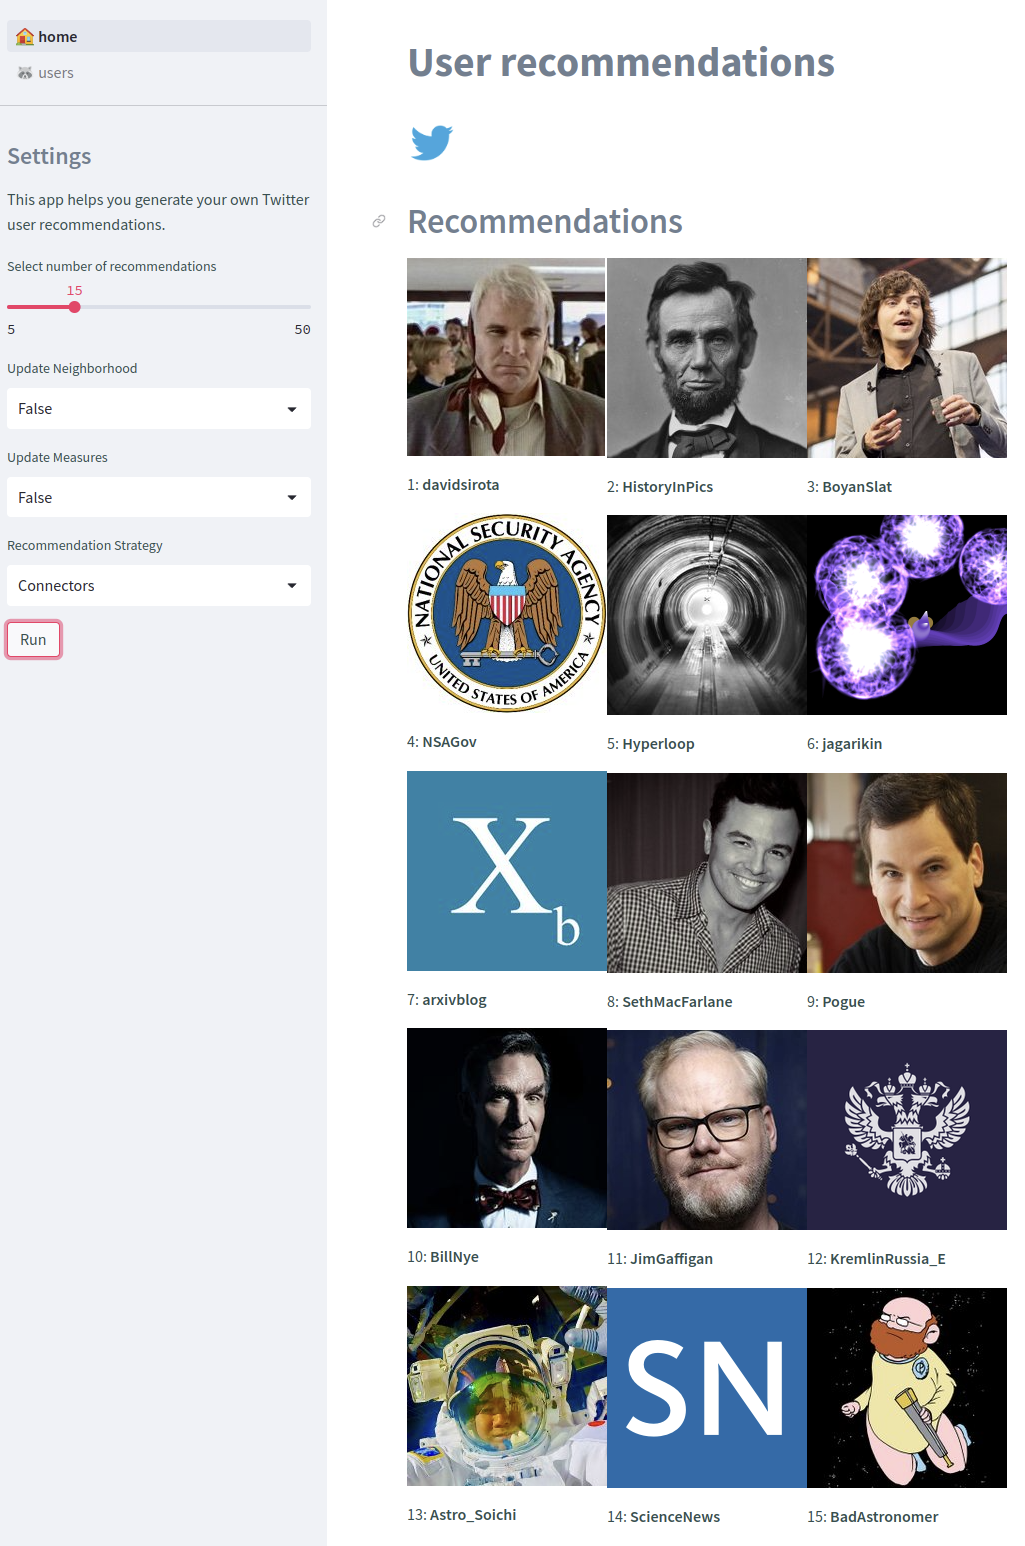 home
users
Settings
This app helps you generate your own Twitter
user recommendations.
Select number of recommendations
15
5 50
Update Neighborhood
False
Update Measures
False
Recommendation Strategy
Connectors
Run
User recommendations
Recommendations
1: davidsirota
2: HistoryInPics
3: BoyanSlat
NATIONAL SECURITY AGENCY
UNITED STATES OF AMERICA
4: NSAGov
5: Hyperloop
6: jagarikin
Xb
7: arxivblog
8: SethMacFarlane
9: Pogue
10: BillNye
11: JimGaffigan
12: KremlinRussia_E
SN
13: Astro_Soichi
14: ScienceNews
15: BadAstronomer